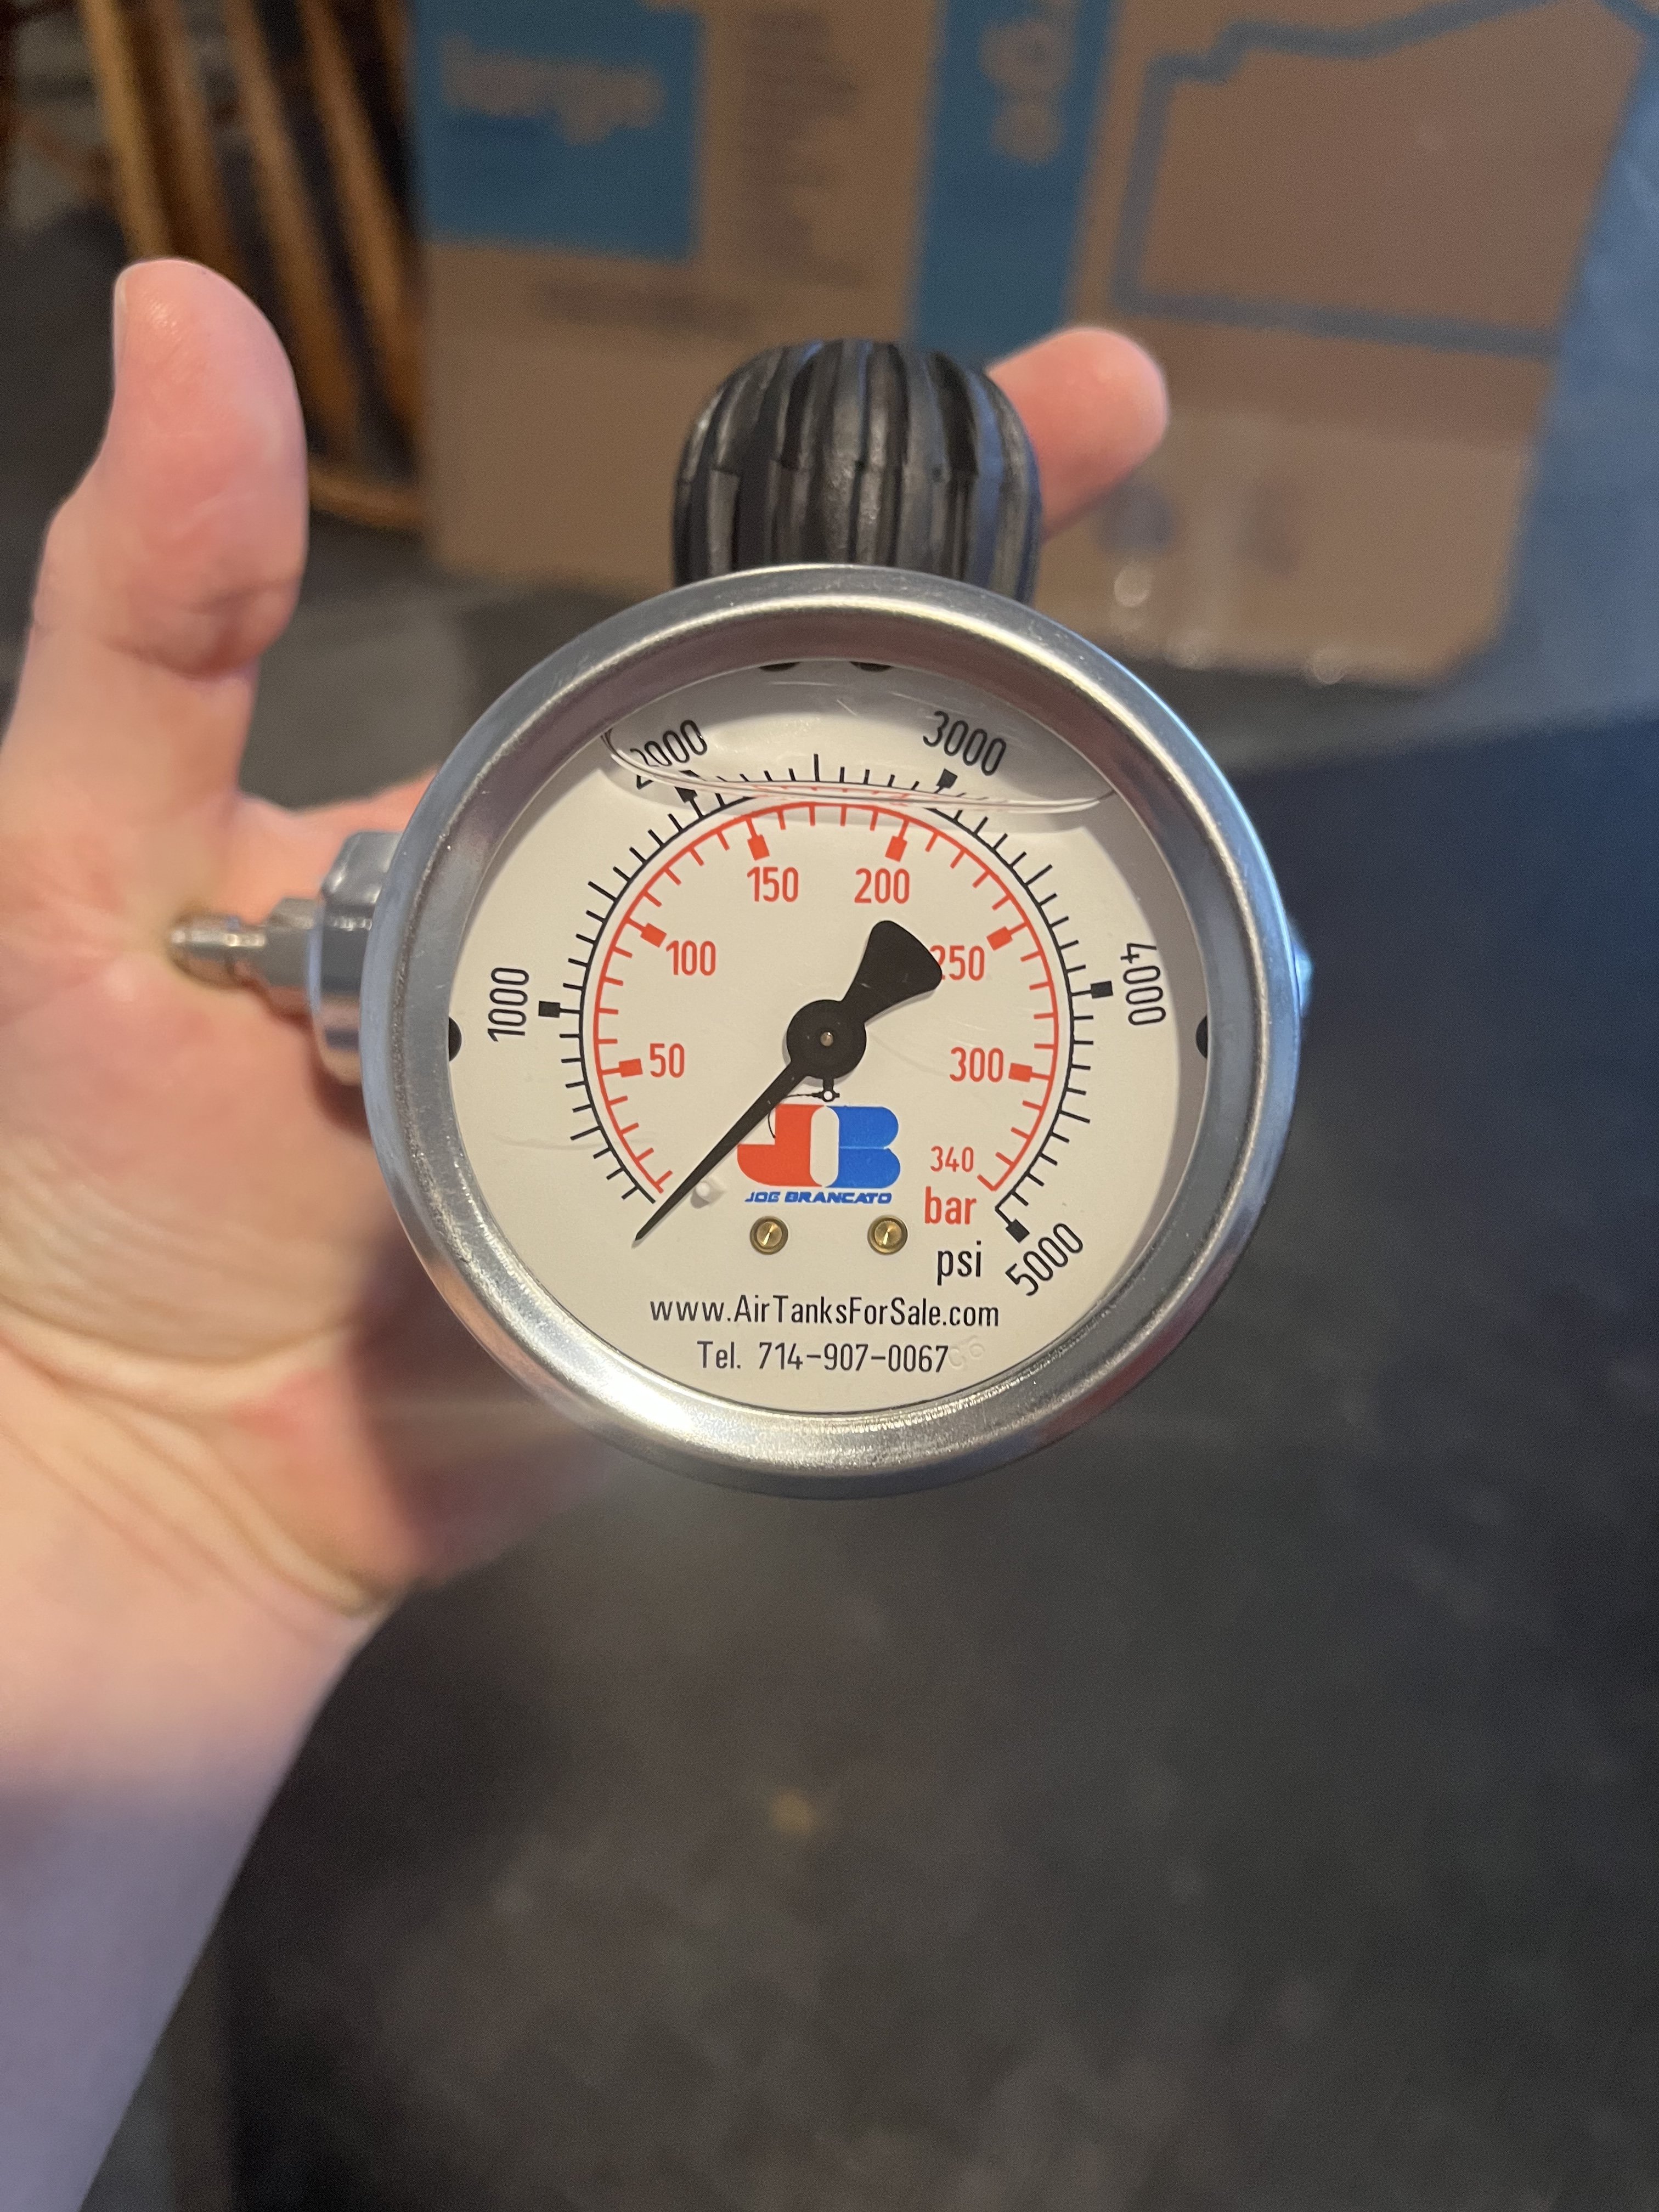 large
2000
3000
150
200
100
250
1000
4000
50
300
340
JOE BRANCATO
bar
psi
5000
www.AirTanksForSale.com
Tel. 714-907-0067